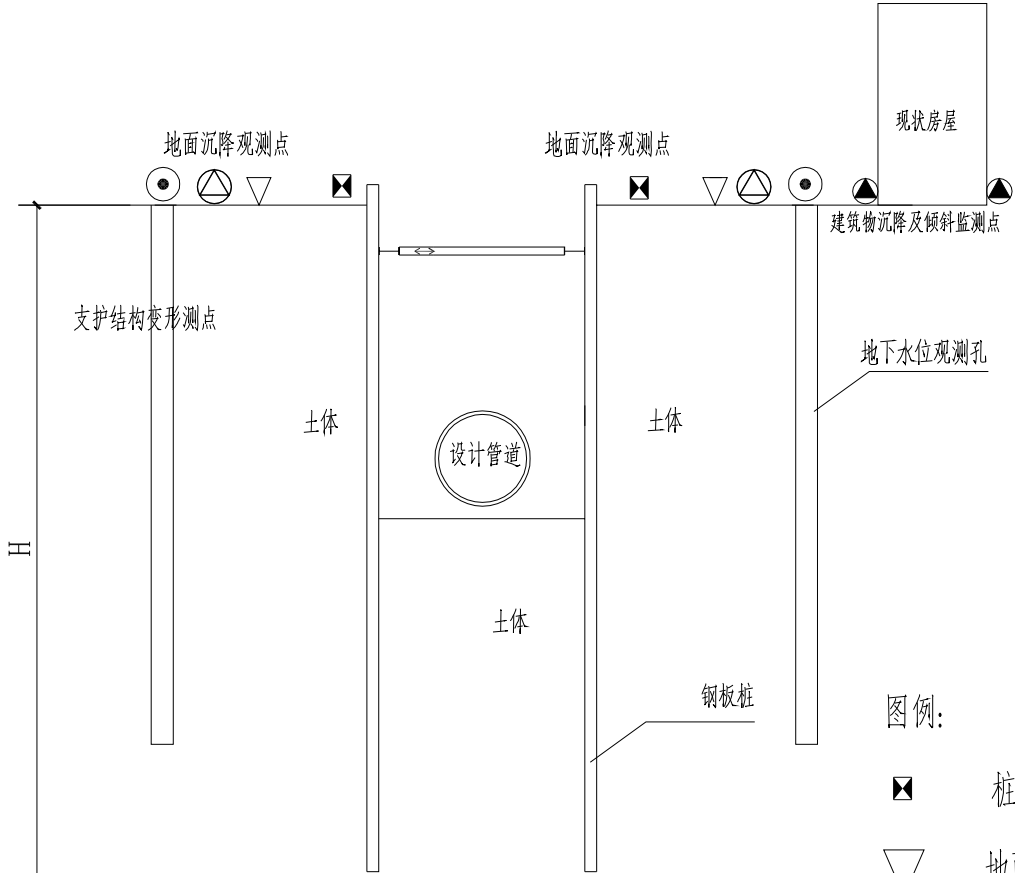 现状房屋
地面沉降观测点
地面沉降观测点
建筑物沉降及倾斜监测点
支护结构变形测点
地下水位观测孔
土体
土体
设计管道
H
土体
钢板桩
图例:
桩